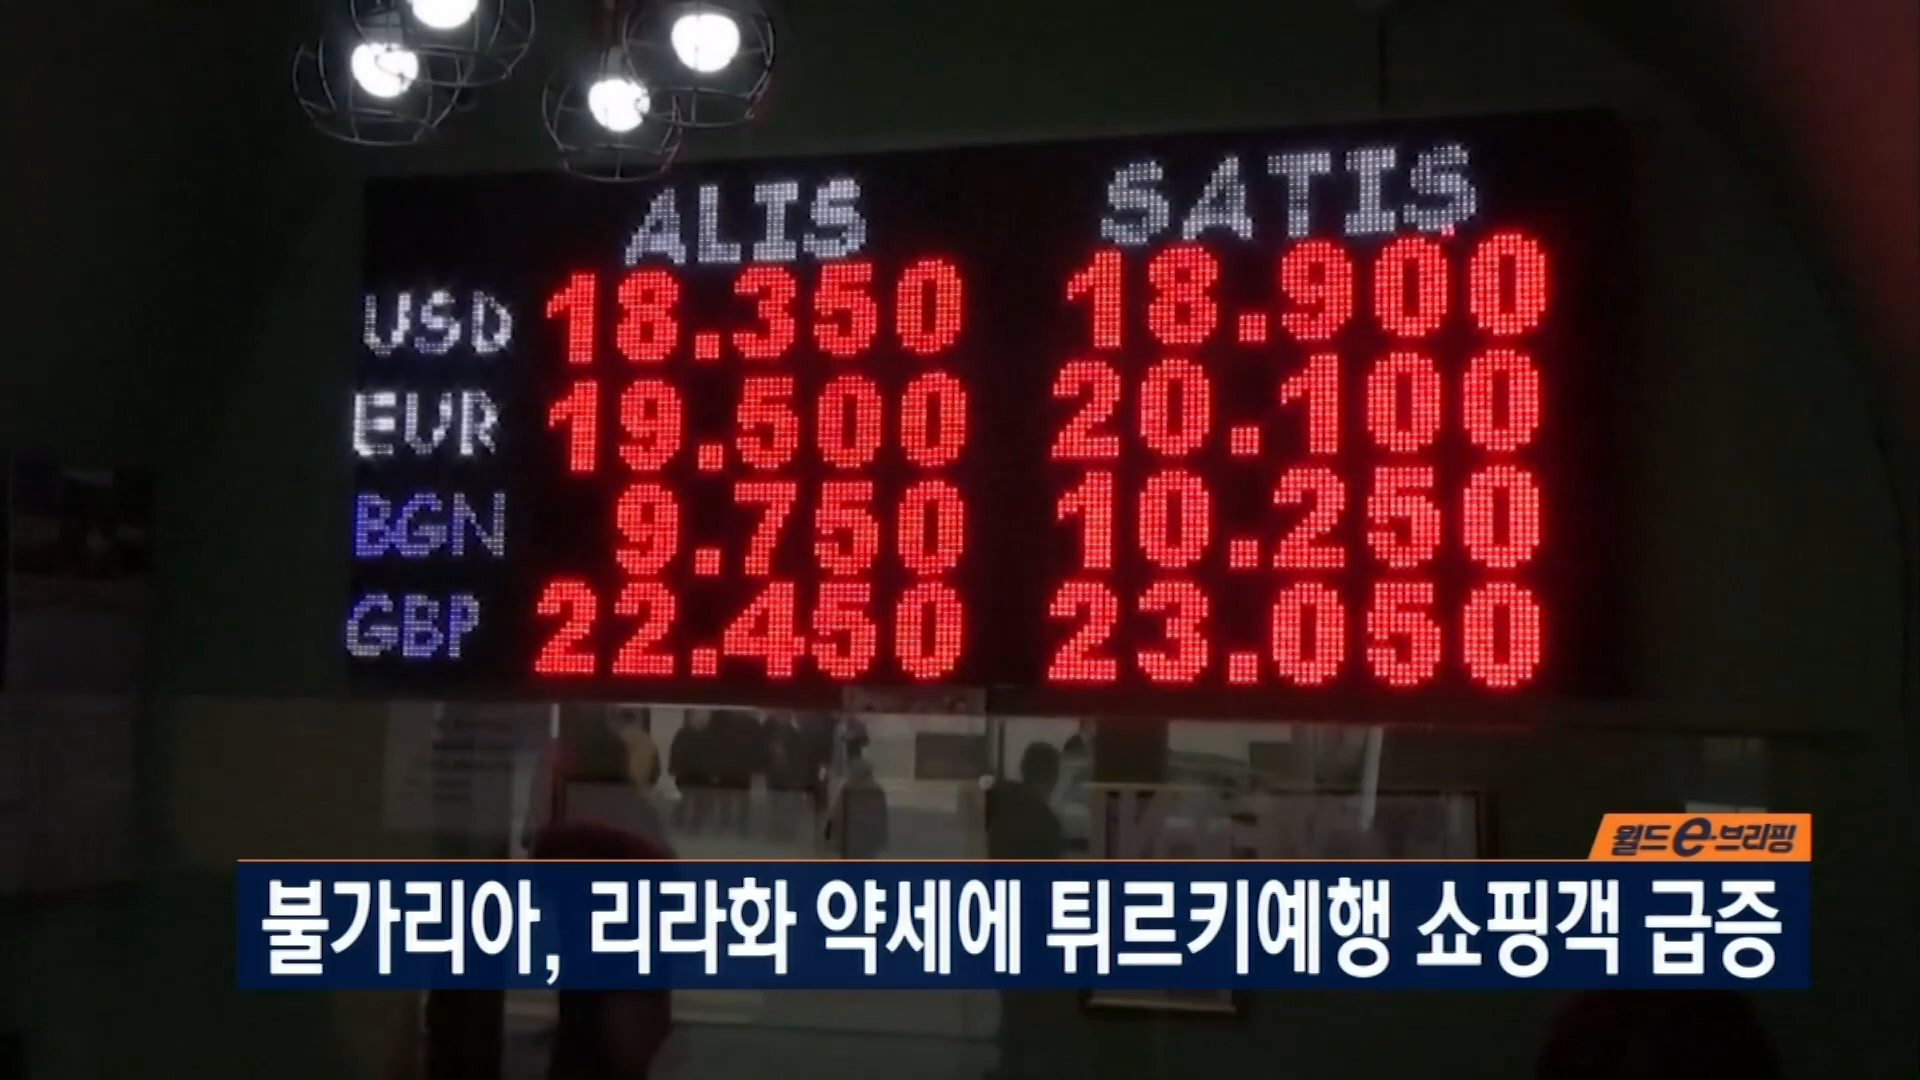 ALIS SATIS
USD 18.350 18.900
EVR 19.500 20.100
BGN 9.750 10.250
GBP 22.450 23.050
월드 e-브리핑
불가리아, 리라화 약세에 튀르키예행 쇼핑객 급증